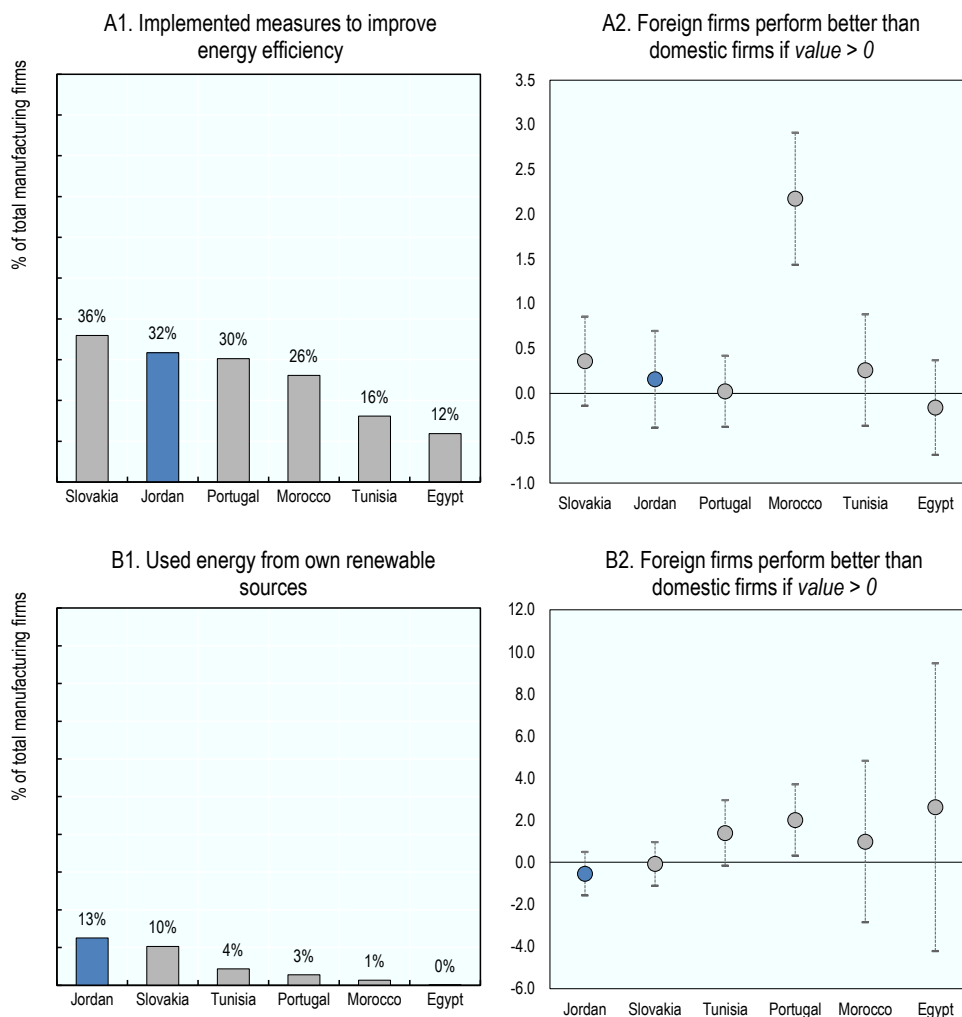 A1. Implemented measures to improve
energy efficiency
% of total manufacturing firms
36%
32%
30%
26%
16%
12%
Slovakia Jordan Portugal Morocco Tunisia Egypt
A2. Foreign firms perform better than
domestic firms if value > 0
3.5
3.0
2.5
2.0
1.5
1.0
0.5
0.0
-0.5
-1.0
Slovakia Jordan Portugal Morocco Tunisia Egypt
B1. Used energy from own renewable
sources
% of total manufacturing firms
13%
10%
4%
3%
1%
0%
Jordan Slovakia Tunisia Portugal Morocco Egypt
B2. Foreign firms perform better than
domestic firms if value > 0
12.0
10.0
8.0
6.0
4.0
2.0
0.0
-2.0
-4.0
-6.0
Jordan Slovakia Tunisia Portugal Morocco Egypt